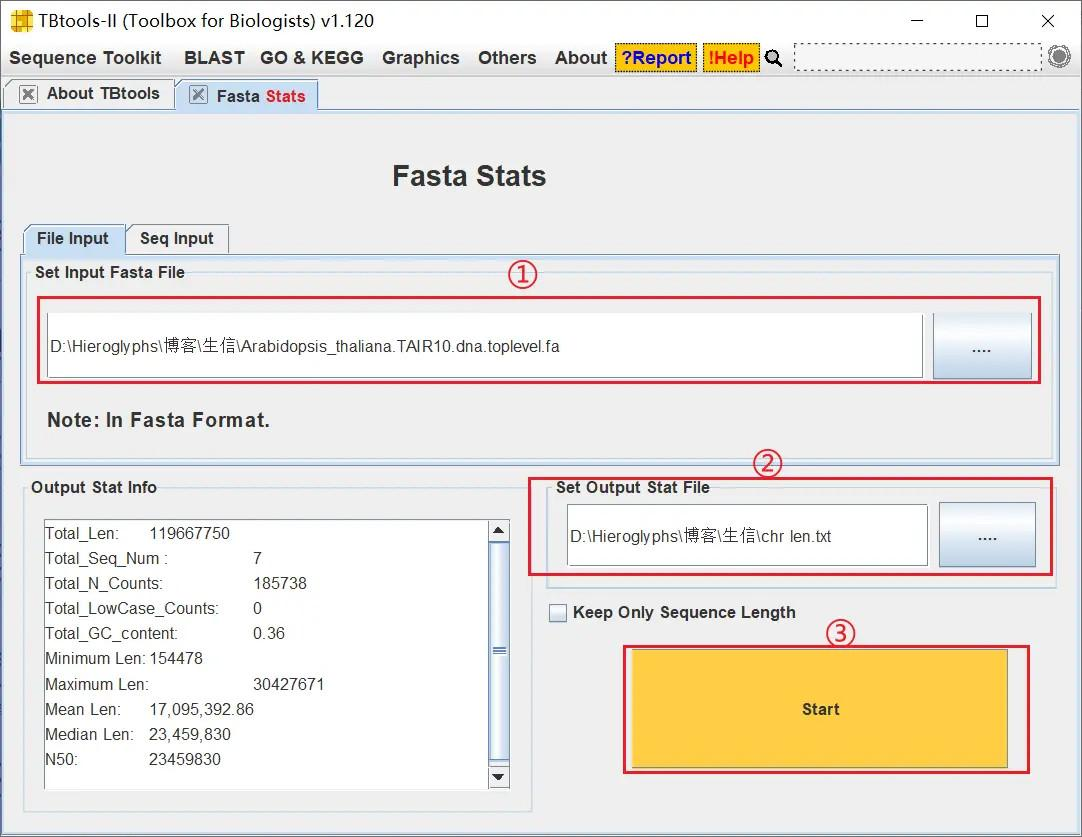 TBtools-II (Toolbox for Biologists) v1.120
Sequence Toolkit BLAST GO & KEGG Graphics Others About ?Report !Help
About TBtools Fasta Stats
Fasta Stats
File Input Seq Input
Set Input Fasta File
①
D:\Hieroglyphs\博客\生信\Arabidopsis_thaliana.TAIR10.dna.toplevel.fa ....
Note: In Fasta Format.
Output Stat Info
Total_Len: 119667750
Total_Seq_Num : 7
Total_N_Counts: 185738
Total_LowCase_Counts: 0
Total_GC_content: 0.36
Minimum Len: 154478
Maximum Len: 30427671
Mean Len: 17,095,392.86
Median Len: 23,459,830
N50: 23459830
②
Set Output Stat File
D:\Hieroglyphs\博客\生信\chr len.txt ....
Keep Only Sequence Length
③
Start